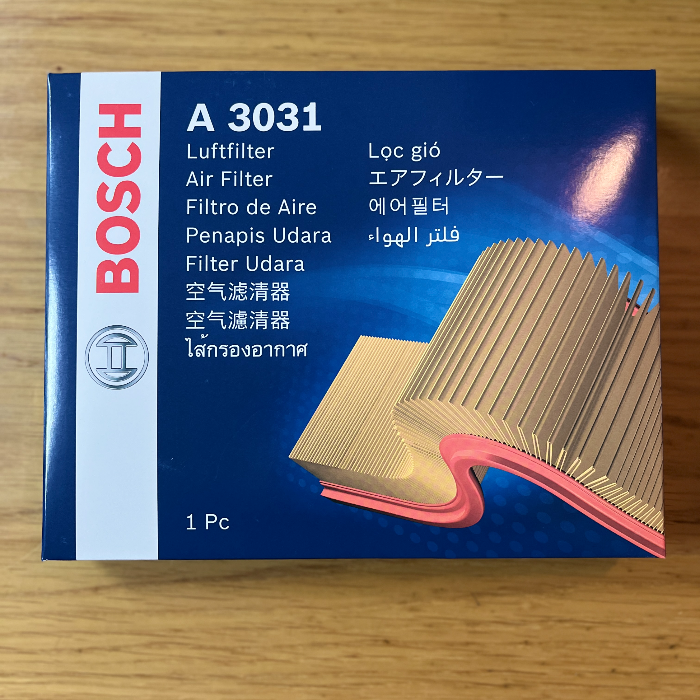 BOSCH
A 3031
Luftfilter
Air Filter
Filtro de Aire
Penapis Udara
Filter Udara
空气滤清器
空气濾清器
ไส้กรองอากาศ
Lọc gió
エアフィルター
에어필터
فلتر الهواء
1 Pc